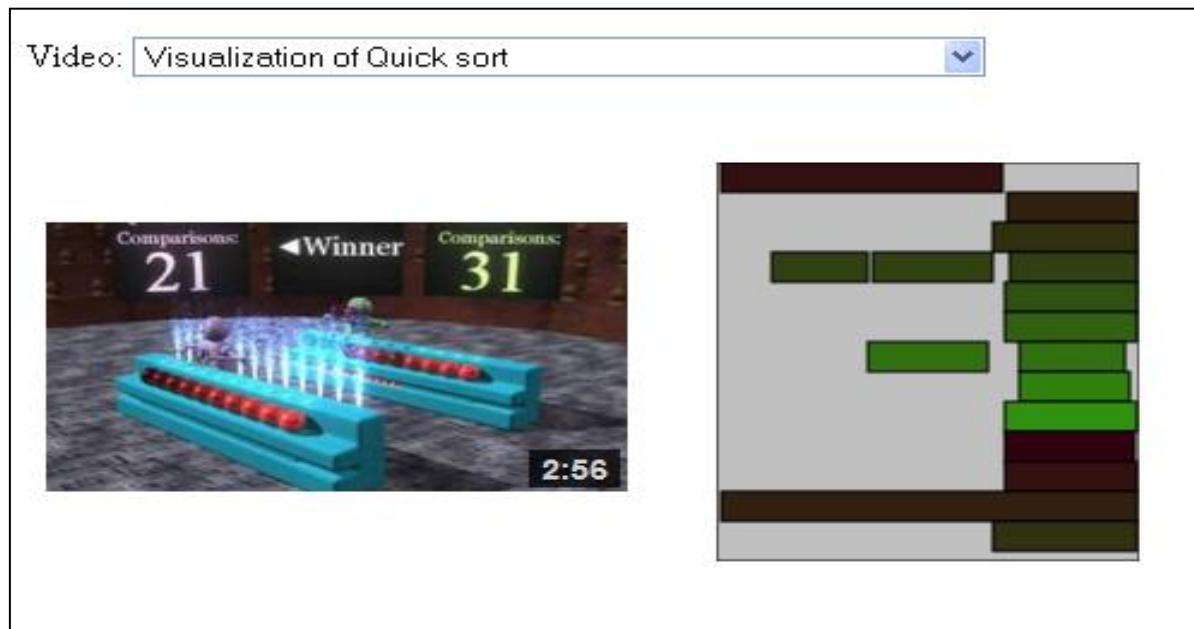 Video: Visualization of Quick sort
Comparisons:
21
◄Winner
Comparisons:
31
2:56